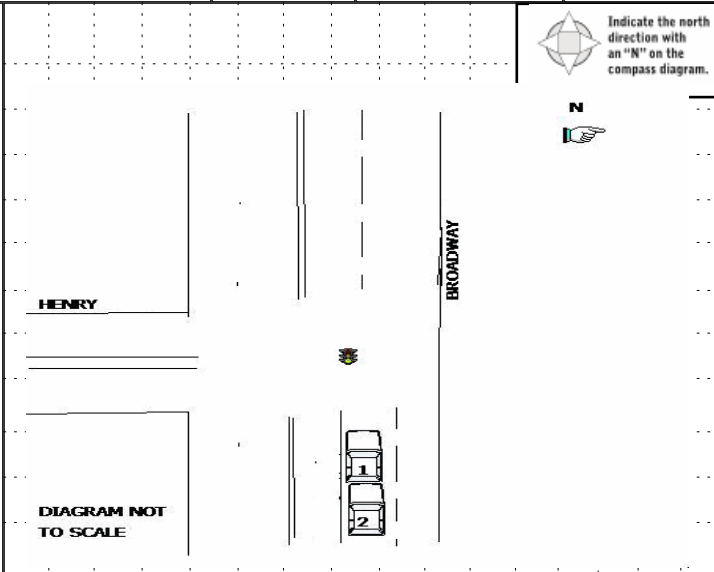 Indicate the north
direction with
an “N” on the
compass diagram.
N
BROADWAY
HENRY
1
DIAGRAM NOT
TO SCALE
2